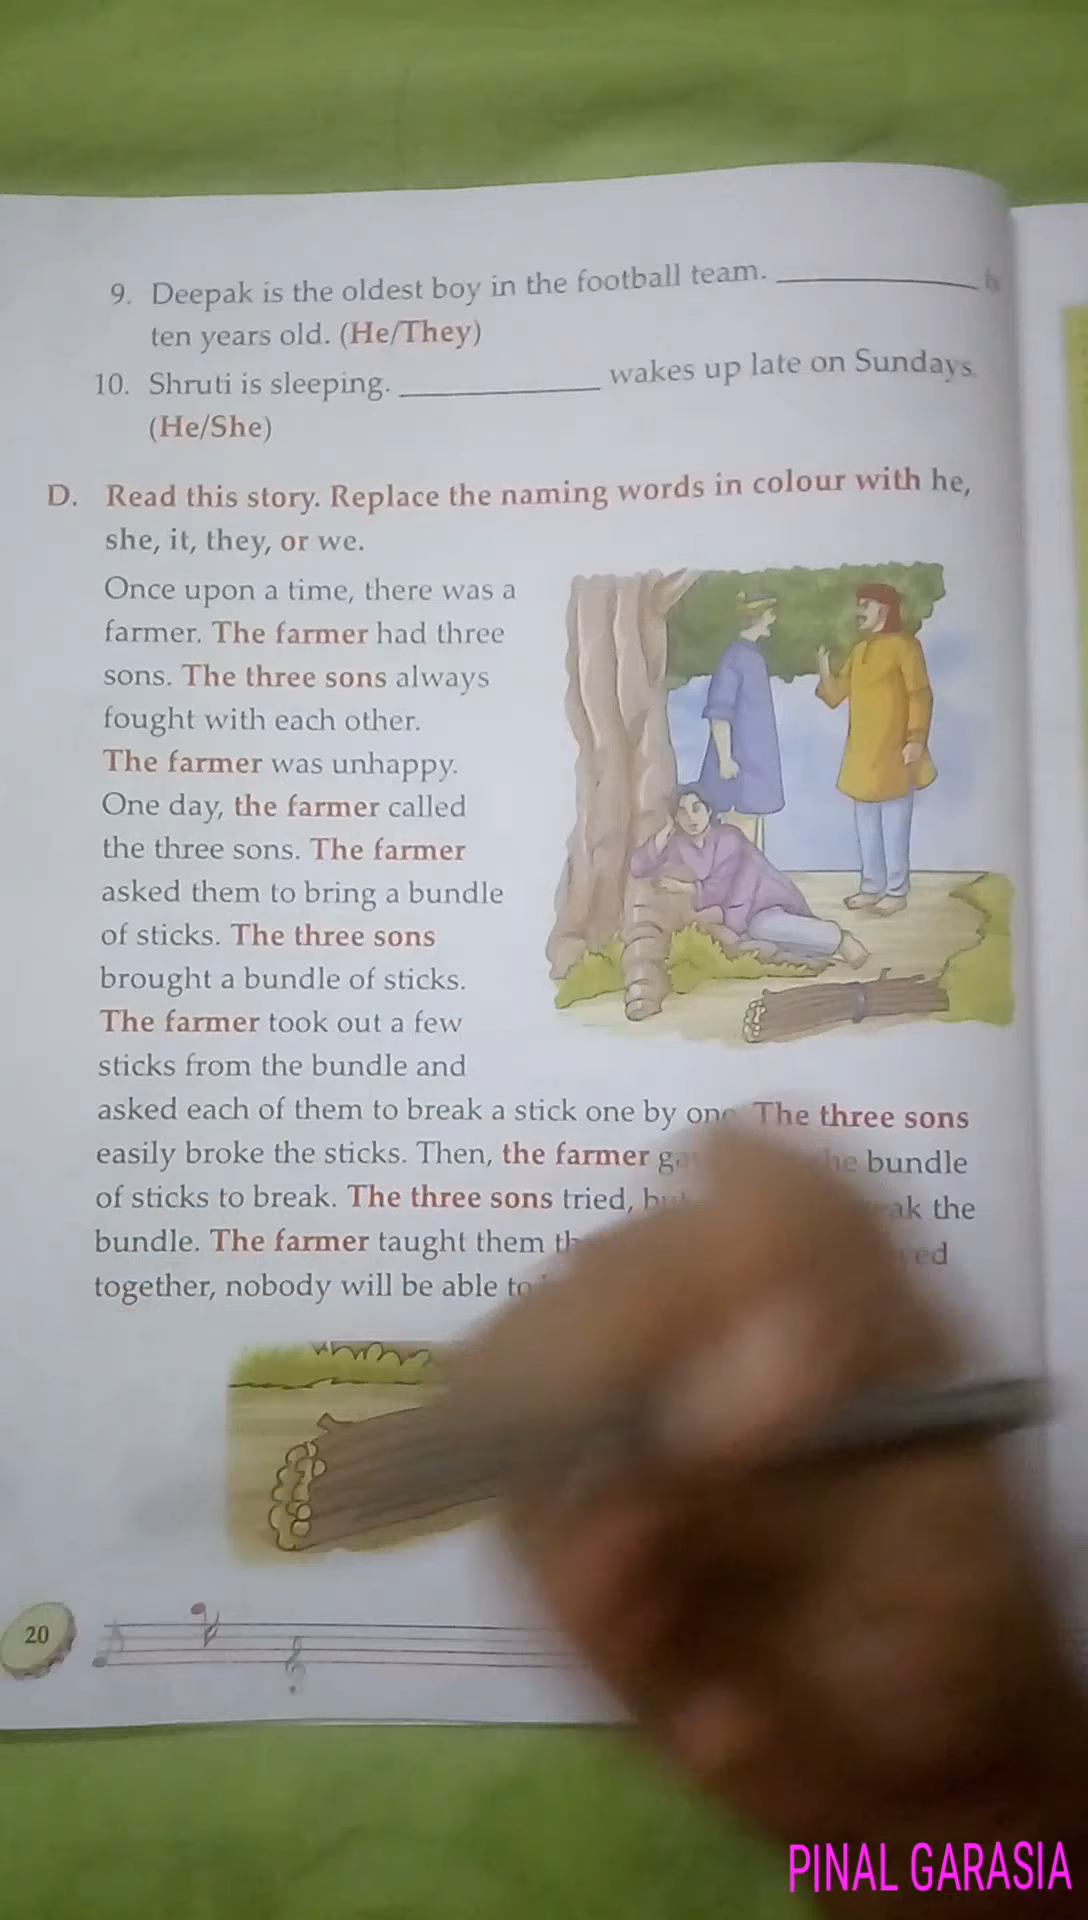 9. Deepak is the oldest boy in the football team. __________
ten years old. (He/They)
10. Shruti is sleeping. __________ wakes up late on Sundays.
(He/She)
D. Read this story. Replace the naming words in colour with he,
she, it, they, or we.
Once upon a time, there was a
farmer. The farmer had three
sons. The three sons always
fought with each other.
The farmer was unhappy.
One day, the farmer called
the three sons. The farmer
asked them to bring a bundle
of sticks. The three sons
brought a bundle of sticks.
The farmer took out a few
sticks from the bundle and
asked each of them to break a stick one by one. The three sons
easily broke the sticks. Then, the farmer bundle
of sticks to break. The three sons tried, the
bundle. The farmer taught them
together, nobody will be able to
20
PINAL GARASIA